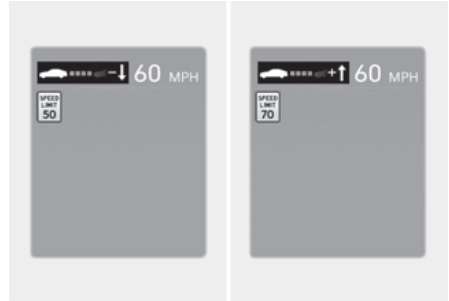 −↓ 60 MPH
SPEED
LIMIT
50
+↑ 60 MPH
SPEED
LIMIT
70